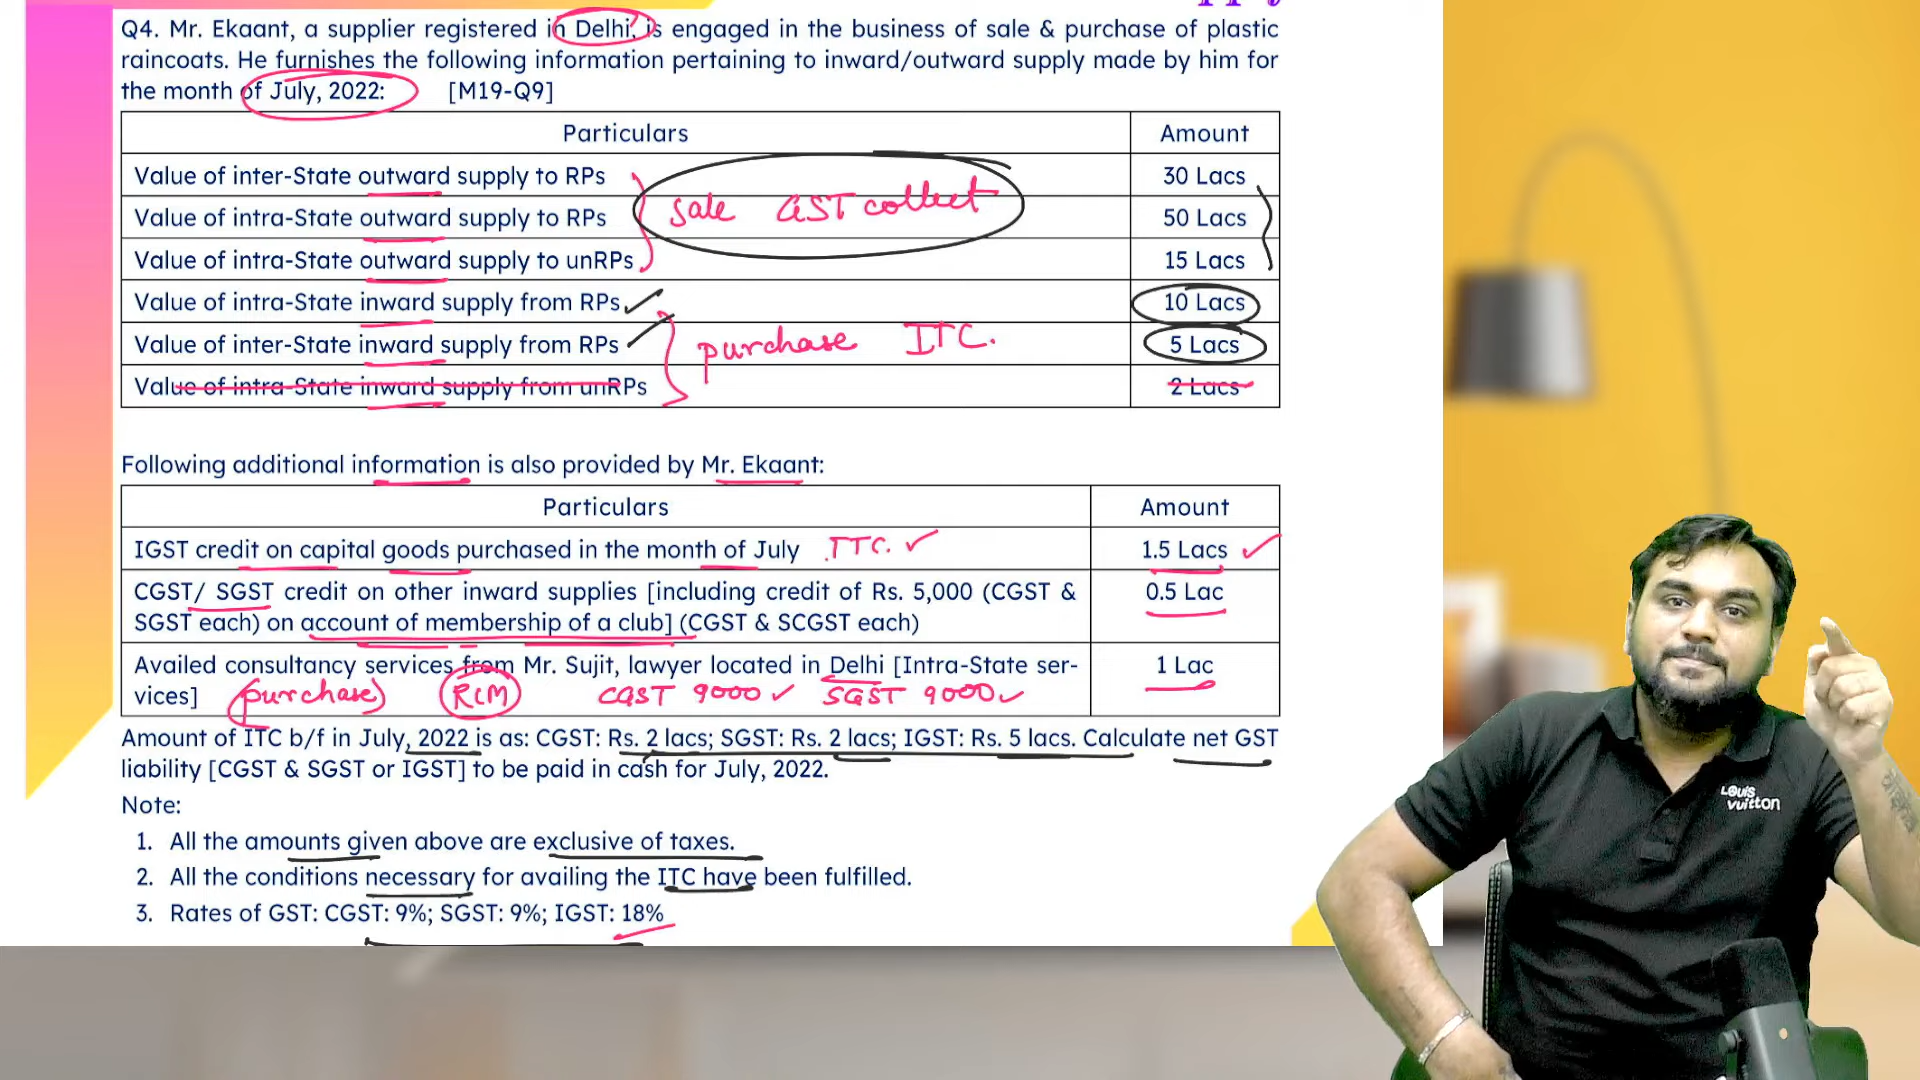 Q4. Mr. Ekaant, a supplier registered in Delhi, is engaged in the business of sale & purchase of plastic
raincoats. He furnishes the following information pertaining to inward/outward supply made by him for
the month of July, 2022: [M19-Q9]
Particulars Amount
Value of inter-State outward supply to RPs 30 Lacs
Value of intra-State outward supply to RPs 50 Lacs
sale GST collect
Value of intra-State outward supply to unRPs 15 Lacs
Value of intra-State inward supply from RPs 10 Lacs
Value of inter-State inward supply from RPs 5 Lacs
purchase ITC.
Value of intra-State inward supply from unRPs 2 Lacs
Following additional information is also provided by Mr. Ekaant:
Particulars Amount
IGST credit on capital goods purchased in the month of July ITC. 1.5 Lacs
CGST/ SGST credit on other inward supplies [including credit of Rs. 5,000 (CGST & 0.5 Lac
SGST each) on account of membership of a club] (CGST & SCGST each)
Availed consultancy services from Mr. Sujit, lawyer located in Delhi [Intra-State ser- 1 Lac
vices] purchase RCM CGST 9000 SGST 9000
Amount of ITC b/f in July, 2022 is as: CGST: Rs. 2 lacs; SGST: Rs. 2 lacs; IGST: Rs. 5 lacs. Calculate net GST
liability [CGST & SGST or IGST] to be paid in cash for July, 2022.
Note:
1. All the amounts given above are exclusive of taxes.
2. All the conditions necessary for availing the ITC have been fulfilled.
3. Rates of GST: CGST: 9%; SGST: 9%; IGST: 18%
Louis
Vuitton